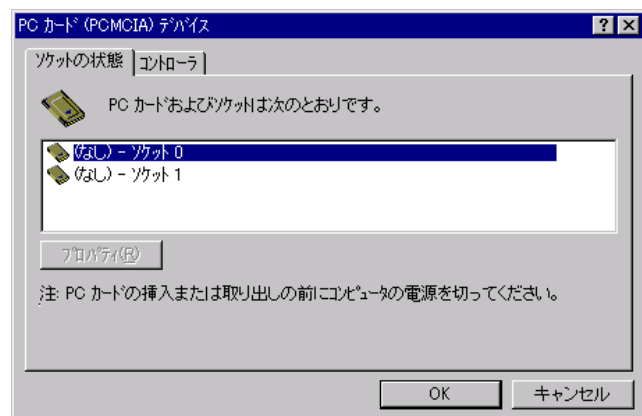 PC ｶｰﾄﾞ (PCMCIA) ﾃﾞﾊﾞｲｽ
ｿｹｯﾄの状態 ｺﾝﾄﾛｰﾗ
PC ｶｰﾄﾞおよびｿｹｯﾄは次のとおりです。
(なし) - ｿｹｯﾄ 0
(なし) - ｿｹｯﾄ 1
ﾌﾟﾛﾊﾟﾃｨ(R)
注: PC ｶｰﾄﾞの挿入または取り出しの前にｺﾝﾋﾟｭｰﾀの電源を切ってください。
OK キャンセル